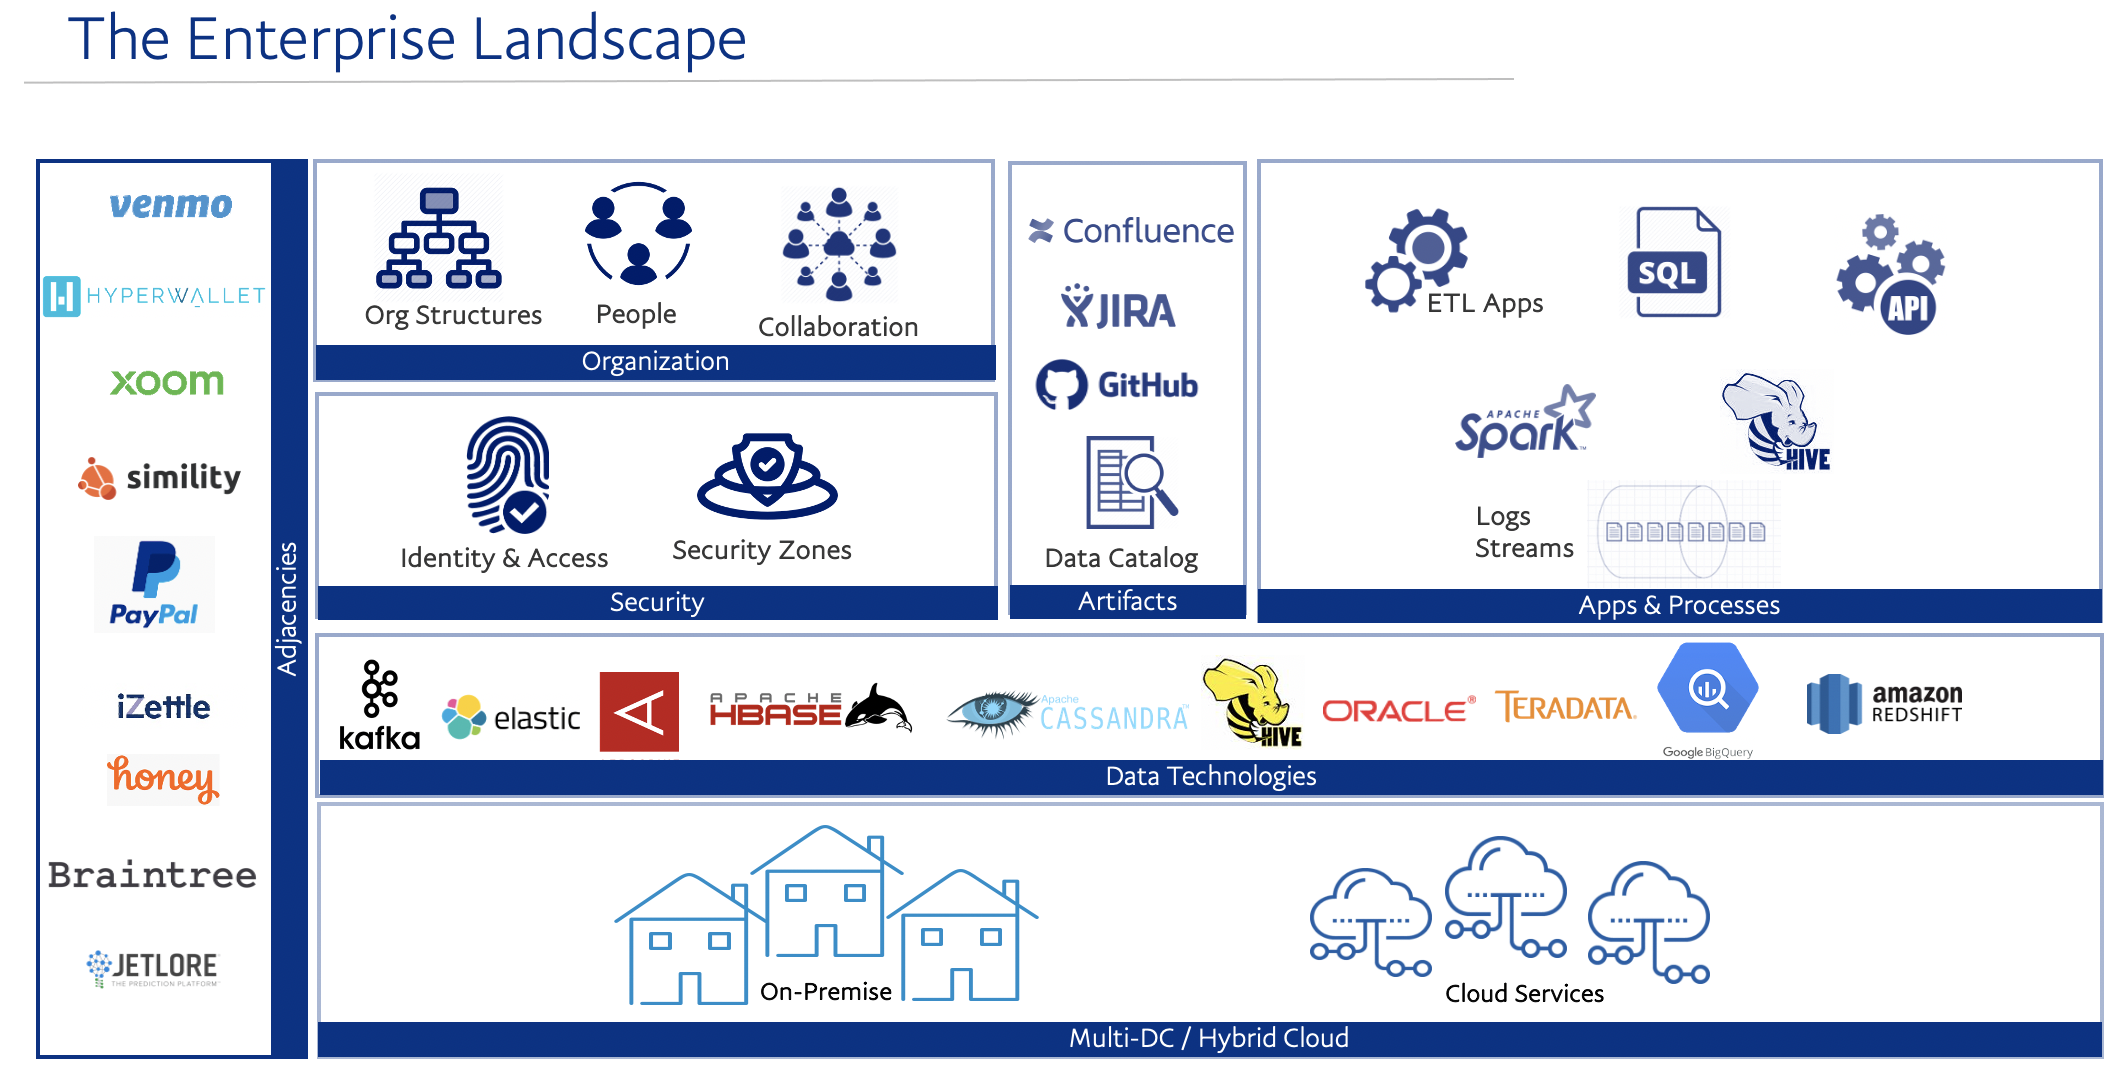 The Enterprise Landscape
venmo
HYPERWALLET
xoom
simility
PayPal
iZettle
honey
Braintree
JETLORE
THE PREDICTION PLATFORM
Adjacencies
Org Structures
People
Collaboration
Organization
Identity & Access
Security Zones
Security
Confluence
JIRA
GitHub
Data Catalog
Artifacts
ETL Apps
SQL
API
APACHE
Spark™
HIVE
Logs
Streams
Apps & Processes
kafka
elastic
APACHE
HBASE
Apache
CASSANDRA™
HIVE
ORACLE®
TERADATA.
Google BigQuery
amazon
REDSHIFT
Data Technologies
On-Premise
Cloud Services
Multi-DC / Hybrid Cloud